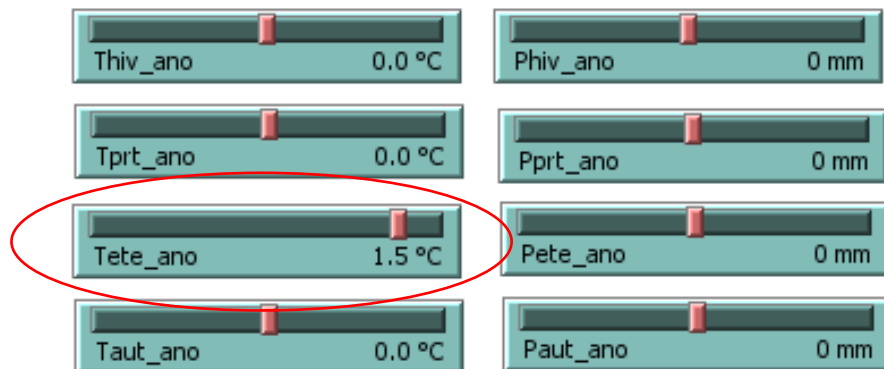 Thiv_ano 0.0 °C
Phiv_ano 0 mm
Tprt_ano 0.0 °C
Pprt_ano 0 mm
Tete_ano 1.5 °C
Pete_ano 0 mm
Taut_ano 0.0 °C
Paut_ano 0 mm